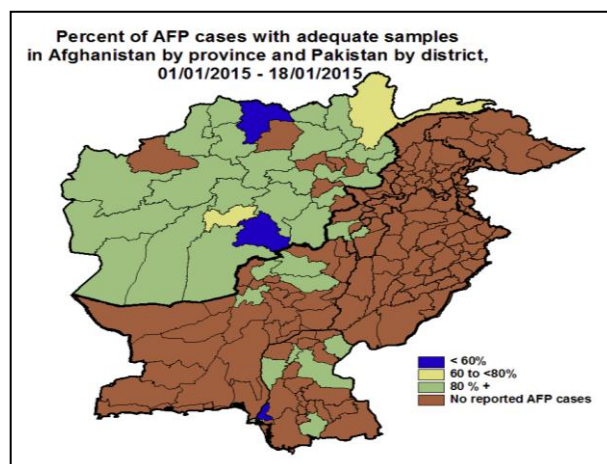 Percent of AFP cases with adequate samples
in Afghanistan by province and Pakistan by district,
01/01/2015 - 18/01/2015
< 60%
60 to <80%
80 % +
No reported AFP cases